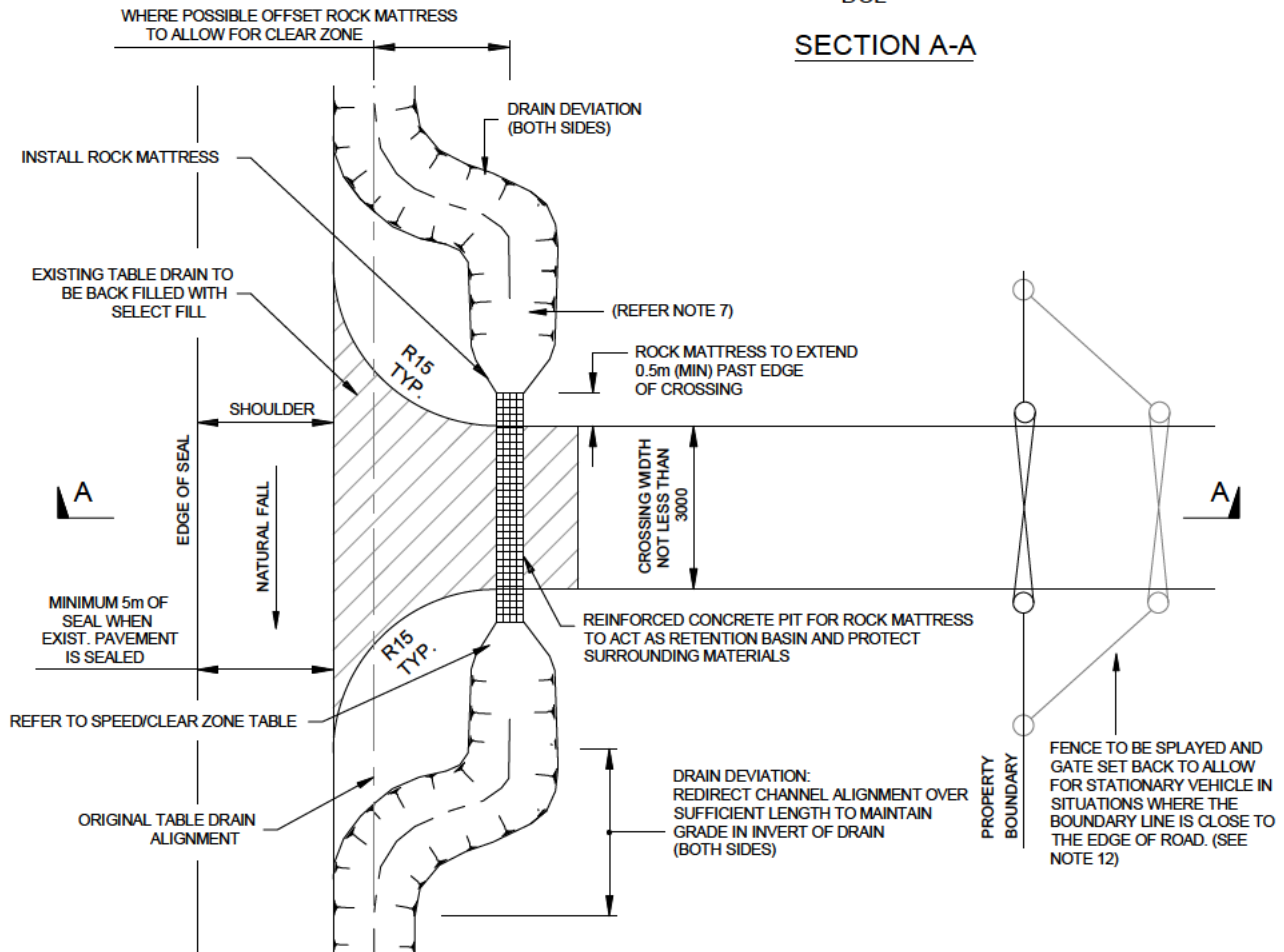 WHERE POSSIBLE OFFSET ROCK MATTRESS
TO ALLOW FOR CLEAR ZONE
SECTION A-A
DRAIN DEVIATION
(BOTH SIDES)
INSTALL ROCK MATTRESS
EXISTING TABLE DRAIN TO
BE BACK FILLED WITH
SELECT FILL
(REFER NOTE 7)
R15
TYP.
ROCK MATTRESS TO EXTEND
0.5m (MIN) PAST EDGE
OF CROSSING
SHOULDER
EDGE OF SEAL
NATURAL FALL
CROSSING WIDTH
NOT LESS THAN
3000
A
A
MINIMUM 5m OF
SEAL WHEN
EXIST. PAVEMENT
IS SEALED
REINFORCED CONCRETE PIT FOR ROCK MATTRESS
TO ACT AS RETENTION BASIN AND PROTECT
SURROUNDING MATERIALS
R15
TYP.
REFER TO SPEED/CLEAR ZONE TABLE
DRAIN DEVIATION:
REDIRECT CHANNEL ALIGNMENT OVER
SUFFICIENT LENGTH TO MAINTAIN
GRADE IN INVERT OF DRAIN
(BOTH SIDES)
PROPERTY
BOUNDARY
FENCE TO BE SPLAYED AND
GATE SET BACK TO ALLOW
FOR STATIONARY VEHICLE IN
SITUATIONS WHERE THE
BOUNDARY LINE IS CLOSE TO
THE EDGE OF ROAD. (SEE
NOTE 12)
ORIGINAL TABLE DRAIN
ALIGNMENT